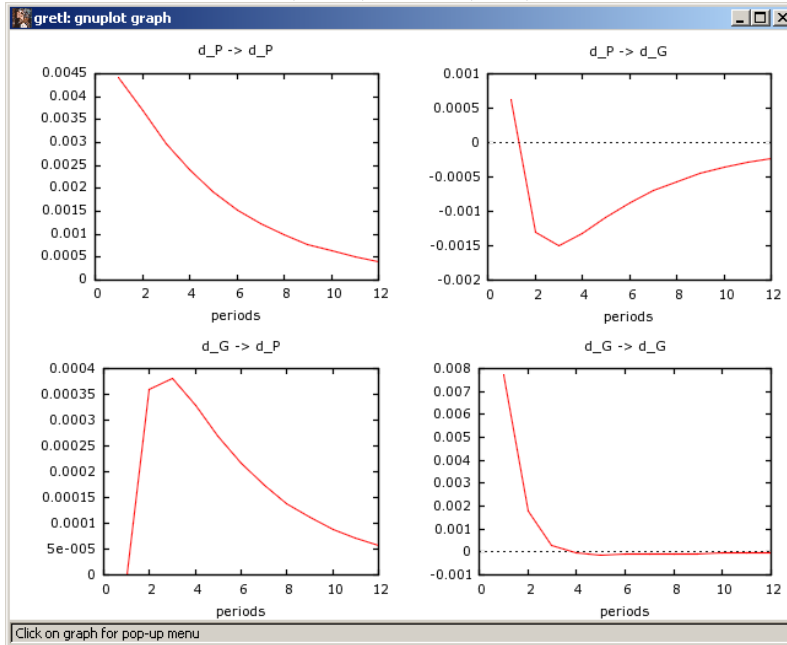 gretl: gnuplot graph
d_P -> d_P
0.0045
0.004
0.0035
0.003
0.0025
0.002
0.0015
0.001
0.0005
0
0 2 4 6 8 10 12
periods
d_P -> d_G
0.001
0.0005
0
-0.0005
-0.001
-0.0015
-0.002
0 2 4 6 8 10 12
periods
d_G -> d_P
0.0004
0.00035
0.0003
0.00025
0.0002
0.00015
0.0001
5e-005
0
0 2 4 6 8 10 12
periods
d_G -> d_G
0.008
0.007
0.006
0.005
0.004
0.003
0.002
0.001
0
-0.001
0 2 4 6 8 10 12
periods
Click on graph for pop-up menu